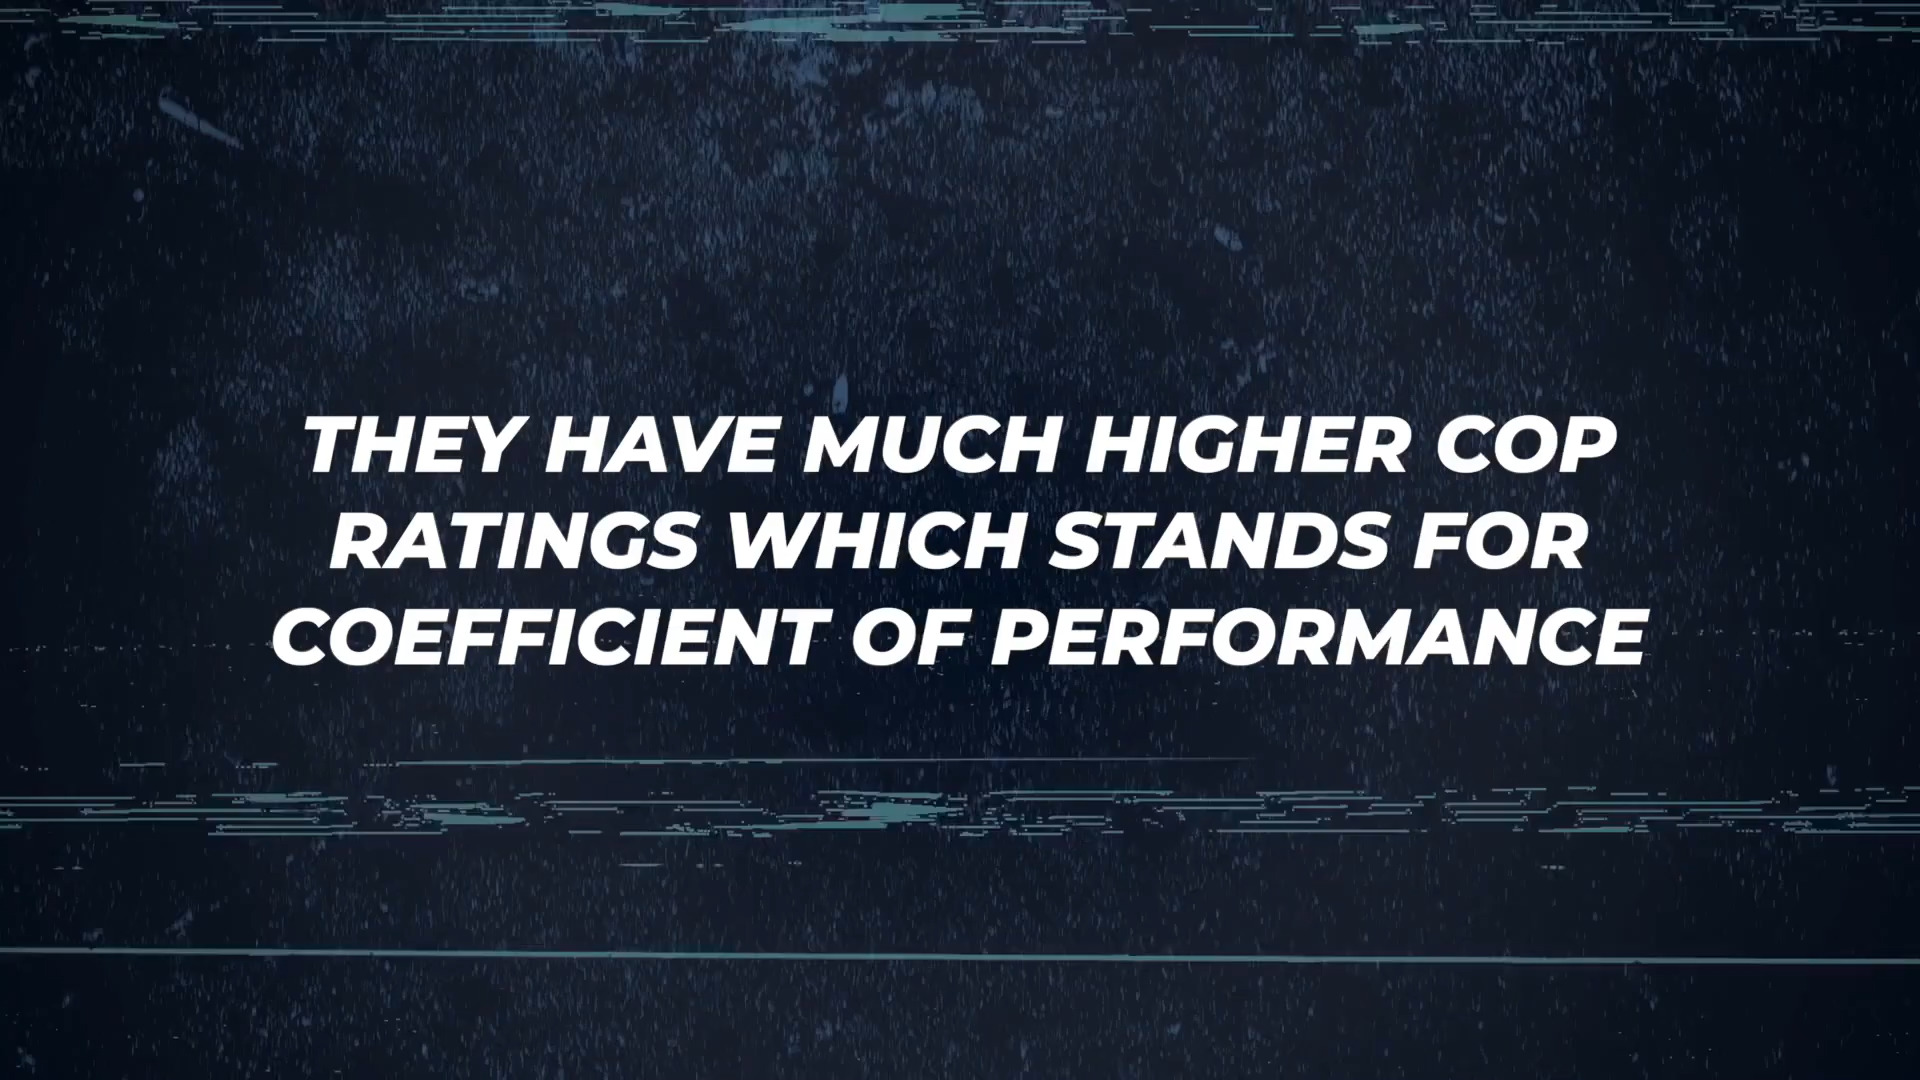 THEY HAVE MUCH HIGHER COP
RATINGS WHICH STANDS FOR
COEFFICIENT OF PERFORMANCE